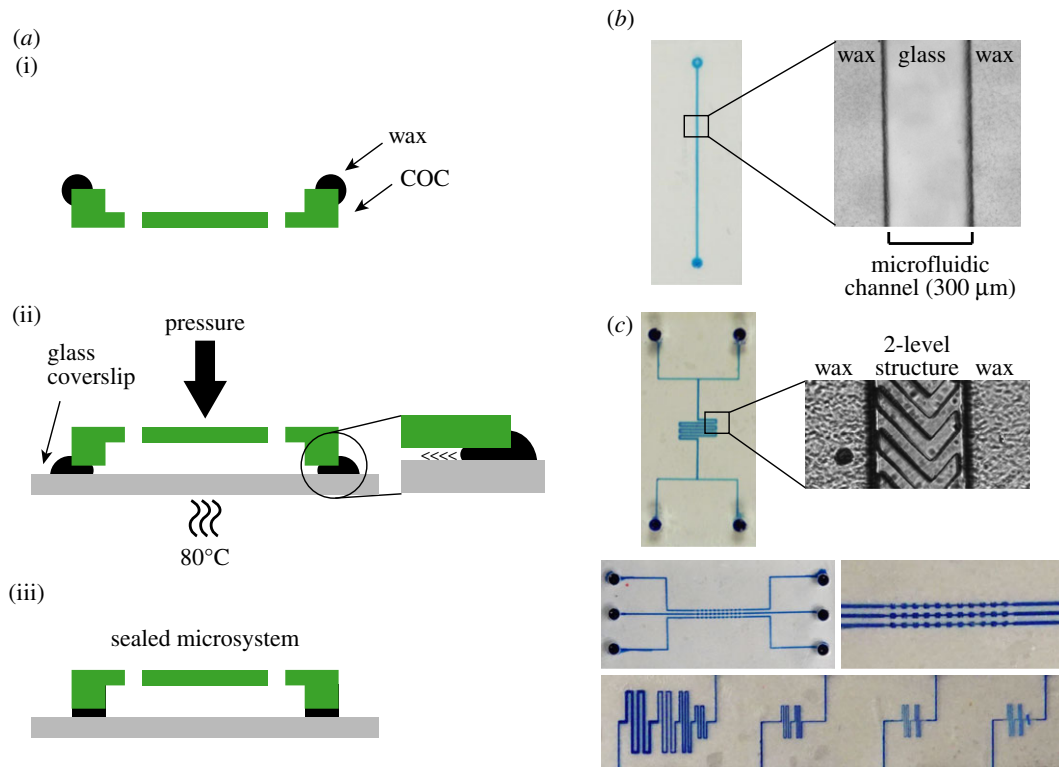 (a)
(i)
wax
COC
(ii)
pressure
glass
coverslip
<<<<
80°C
(iii)
sealed microsystem
(b)
wax glass wax
microfluidic
channel (300 µm)
(c)
2-level
structure
wax wax